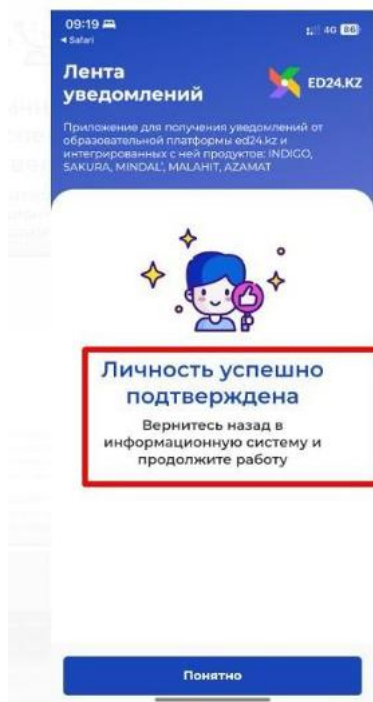 09:19
4G 86
◄ Safari
Лента
уведомлений
ED24.KZ
Приложение для получения уведомлений от
образовательной платформы ed24.kz и
интегрированных с ней продуктов: INDIGO,
SAKURA, MINDAL', MALAHIT, AZAMAT
Личность успешно
подтверждена
Вернитесь назад в
информационную систему и
продолжите работу
Понятно